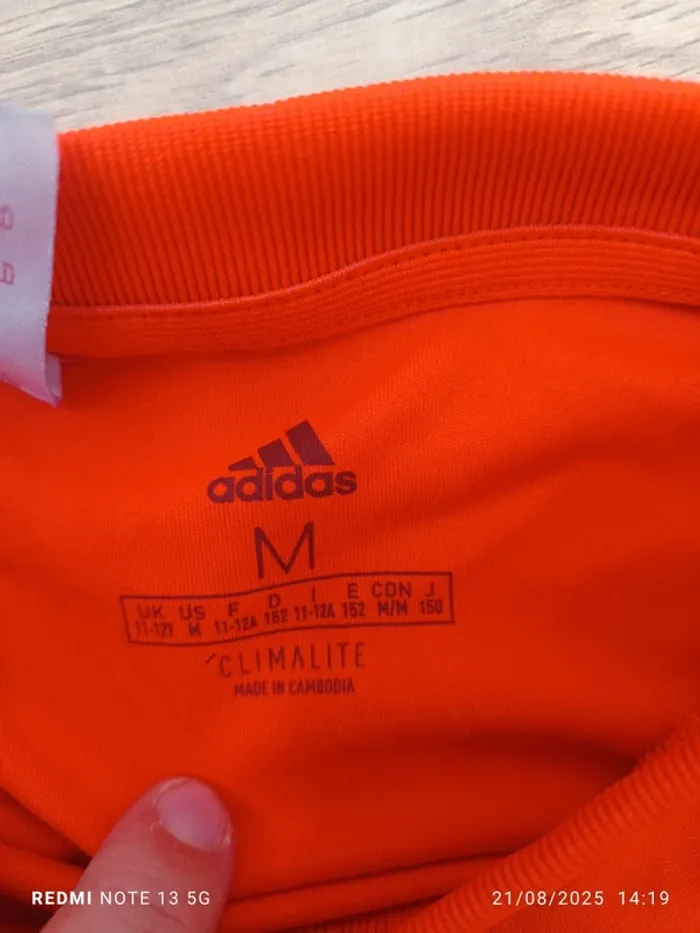 adidas
M
UK US F D I E CDN J
11-12Y M 11-12A 152 11-12A 152 M/M 150
CLIMALITE
MADE IN CAMBODIA
REDMI NOTE 13 5G
21/08/2025 14:19